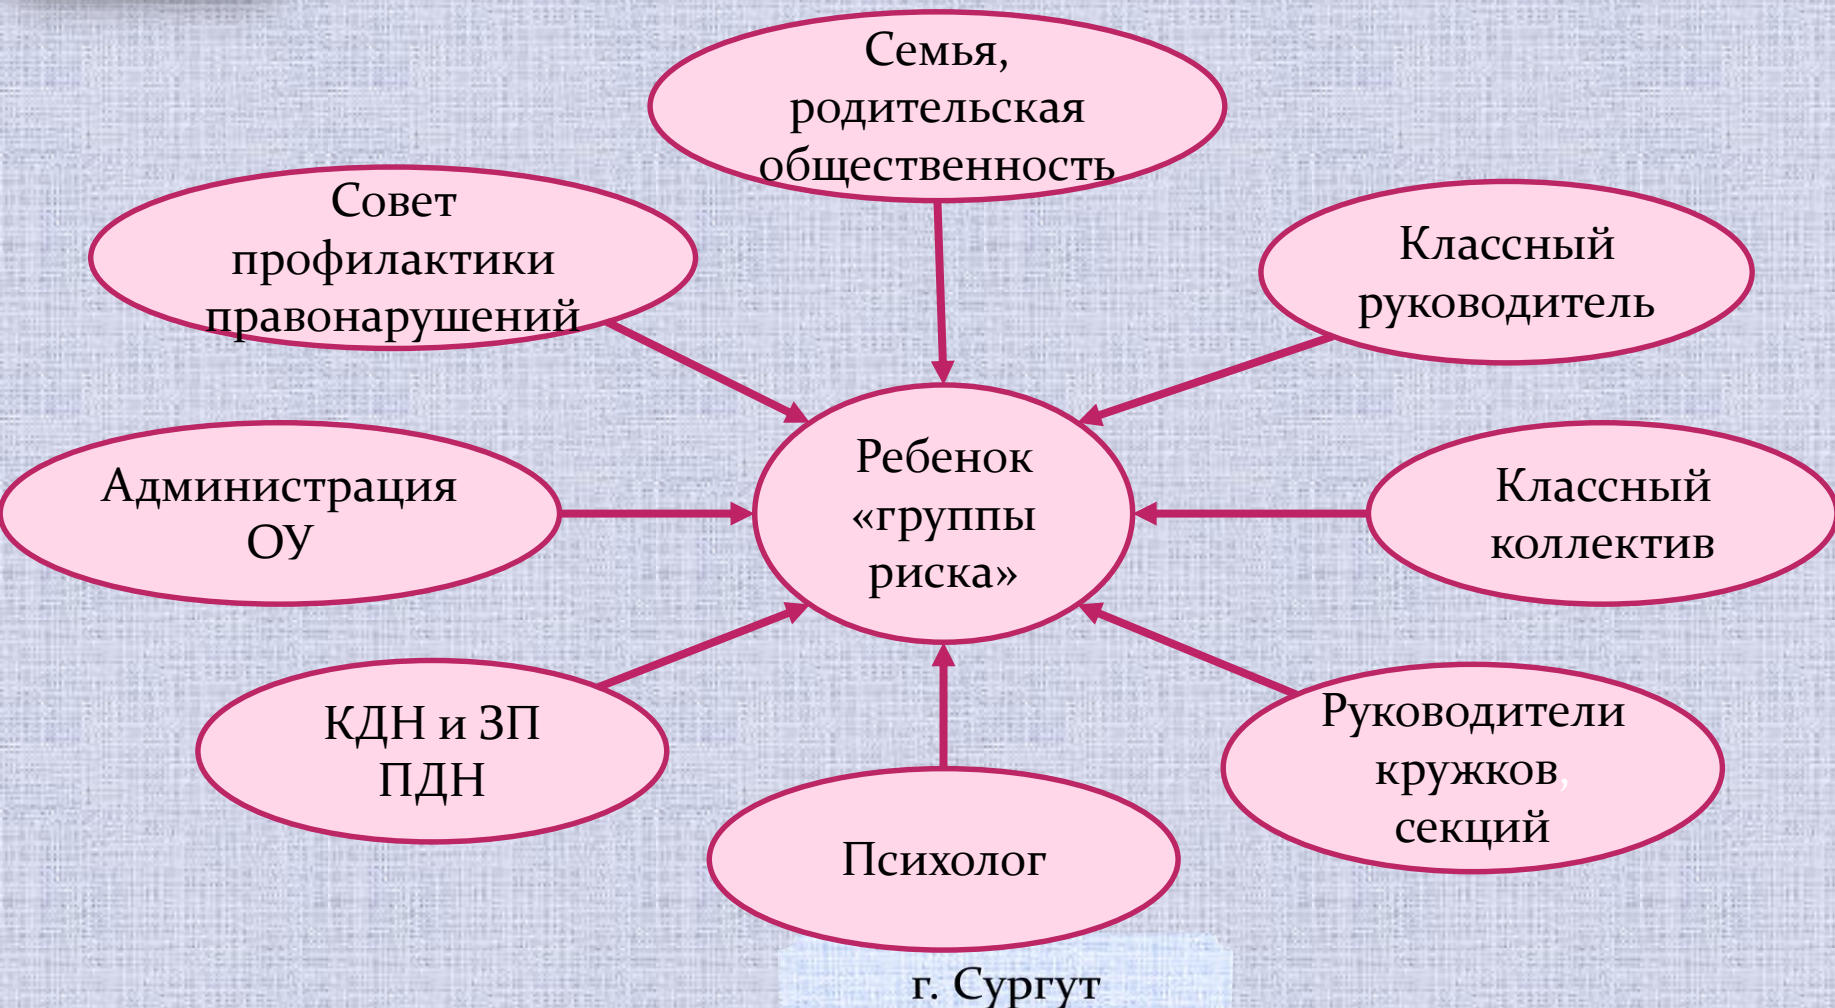 Семья,
родительская
общественность
Совет
профилактики
правонарушений
Классный
руководитель
Администрация
ОУ
Ребенок
«группы
риска»
Классный
коллектив
КДН и ЗП
ПДН
Руководители
кружков,
секций
Психолог
г. Сургут